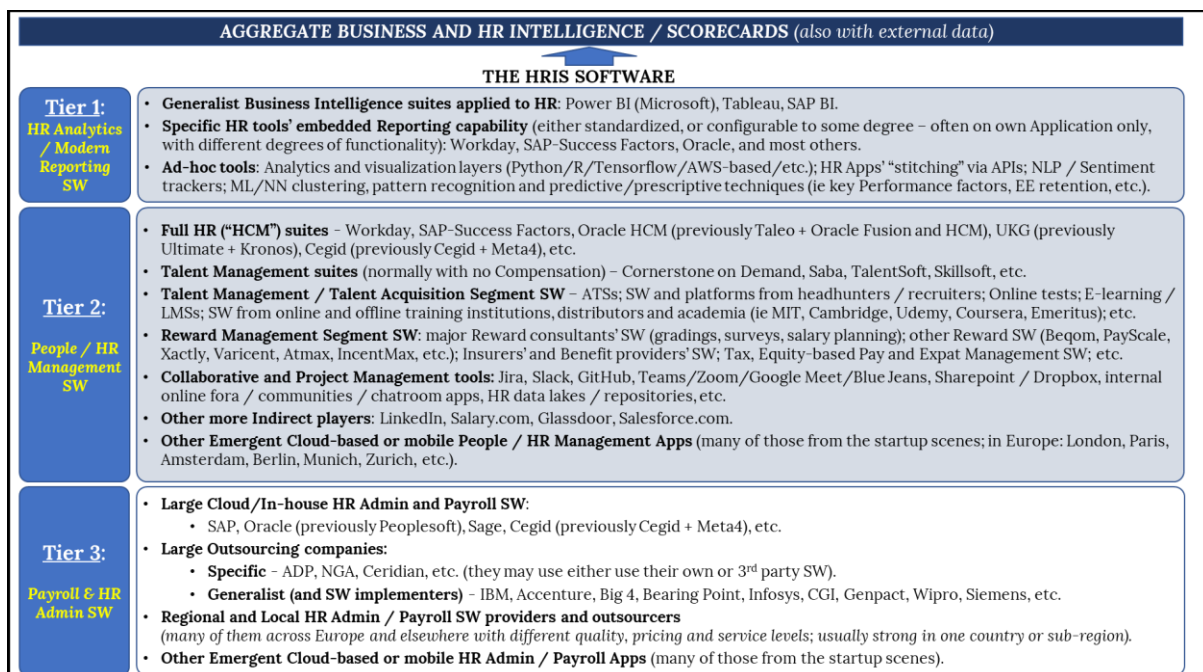 AGGREGATE BUSINESS AND HR INTELLIGENCE / SCORECARDS (also with external data)
THE HRIS SOFTWARE
Tier 1:
HR Analytics
/ Modern
Reporting
SW
• Generalist Business Intelligence suites applied to HR: Power BI (Microsoft), Tableau, SAP BI.
• Specific HR tools' embedded Reporting capability (either standardized, or configurable to some degree – often on own Application only,
with different degrees of functionality): Workday, SAP-Success Factors, Oracle, and most others.
• Ad-hoc tools: Analytics and visualization layers (Python/R/Tensorflow/AWS-based/etc.); HR Apps' "stitching" via APIs; NLP / Sentiment
trackers; ML/NN clustering, pattern recognition and predictive/prescriptive techniques (ie key Performance factors, EE retention, etc.).
Tier 2:
People / HR
Management
SW
• Full HR ("HCM") suites – Workday, SAP-Success Factors, Oracle HCM (previously Taleo + Oracle Fusion and HCM), UKG (previously
Ultimate + Kronos), Cegid (previously Cegid + Meta4), etc.
• Talent Management suites (normally with no Compensation) – Cornerstone on Demand, Saba, TalentSoft, Skillsoft, etc.
• Talent Management / Talent Acquisition Segment SW – ATSs; SW and platforms from headhunters / recruiters; Online tests; E-learning /
LMSs; SW from online and offline training institutions, distributors and academia (ie MIT, Cambridge, Udemy, Coursera, Emeritus); etc.
• Reward Management Segment SW: major Reward consultants' SW (gradings, surveys, salary planning); other Reward SW (Beqom, PayScale,
Xactly, Varicent, Atmax, IncentMax, etc.); Insurers' and Benefit providers' SW; Tax, Equity-based Pay and Expat Management SW; etc.
• Collaborative and Project Management tools: Jira, Slack, GitHub, Teams/Zoom/Google Meet/Blue Jeans, Sharepoint / Dropbox, internal
online fora / communities / chatroom apps, HR data lakes / repositories, etc.
• Other more Indirect players: LinkedIn, Salary.com, Glassdoor, Salesforce.com.
• Other Emergent Cloud-based or mobile People / HR Management Apps (many of those from the startup scenes; in Europe: London, Paris,
Amsterdam, Berlin, Munich, Zurich, etc.).
Tier 3:
Payroll & HR
Admin SW
• Large Cloud/In-house HR Admin and Payroll SW:
• SAP, Oracle (previously Peoplesoft), Sage, Cegid (previously Cegid + Meta4), etc.
• Large Outsourcing companies:
• Specific – ADP, NGA, Ceridian, etc. (they may use either use their own or 3rd party SW).
• Generalist (and SW implementers) – IBM, Accenture, Big 4, Bearing Point, Infosys, CGI, Genpact, Wipro, Siemens, etc.
• Regional and Local HR Admin / Payroll SW providers and outsourcers
(many of them across Europe and elsewhere with different quality, pricing and service levels; usually strong in one country or sub-region).
• Other Emergent Cloud-based or mobile HR Admin / Payroll Apps (many of those from the startup scenes).